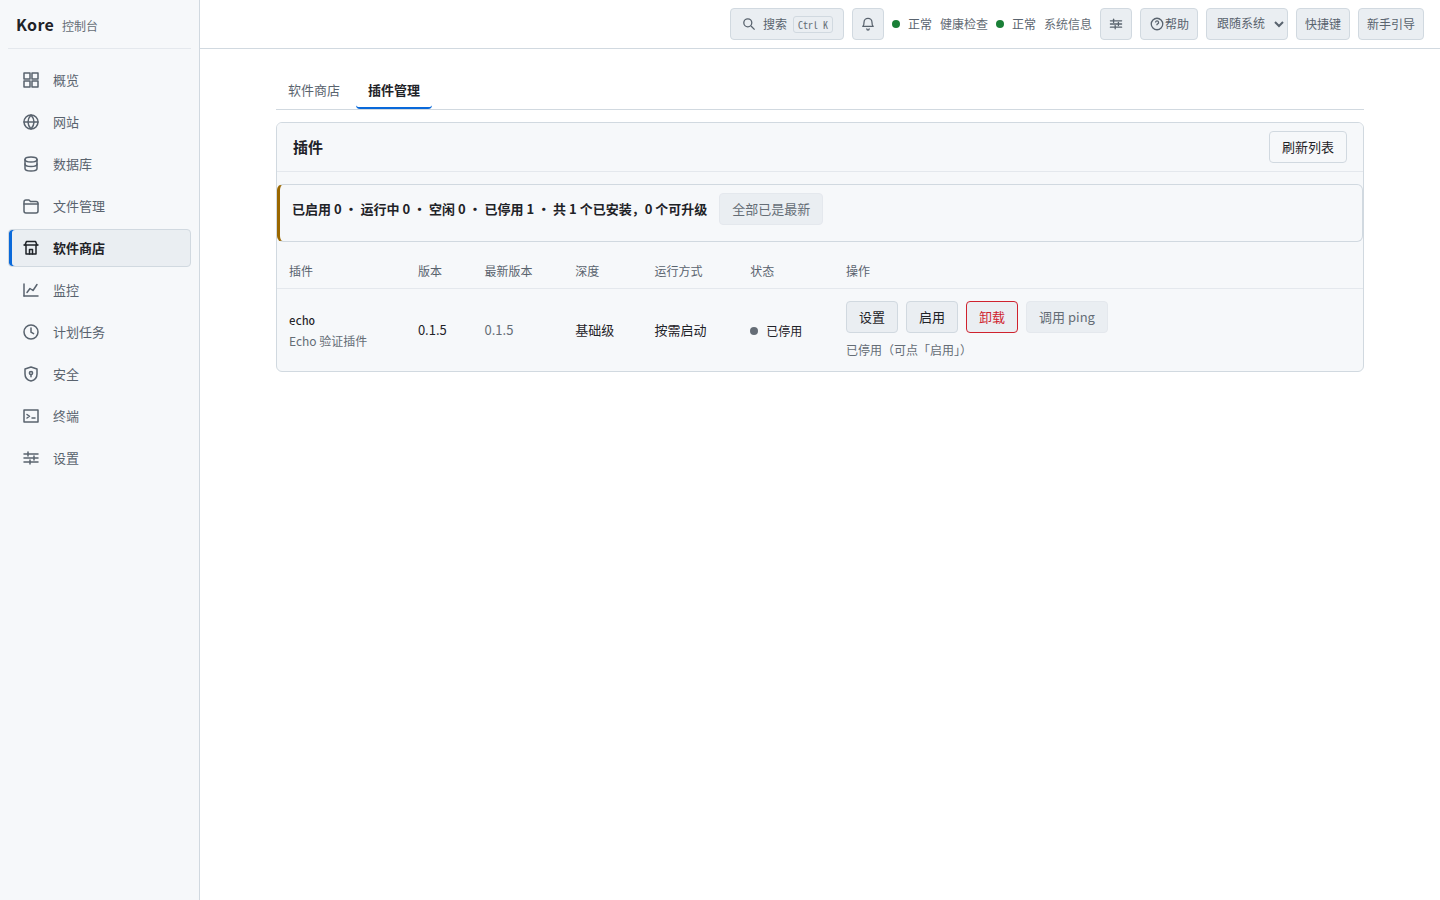 Kore 控制台
搜索 Ctrl K 正常 健康检查 正常 系统信息 帮助 跟随系统 快捷键 新手引导
概览
网站
数据库
文件管理
软件商店
监控
计划任务
安全
终端
设置
软件商店 插件管理
插件 刷新列表
已启用 0 · 运行中 0 · 空闲 0 · 已停用 1 · 共 1 个已安装，0 个可升级 全部已是最新
插件 版本 最新版本 深度 运行方式 状态 操作
echo
Echo 验证插件
0.1.5 0.1.5 基础级 按需启动 已停用
设置 启用 卸载 调用 ping
已停用（可点「启用」）